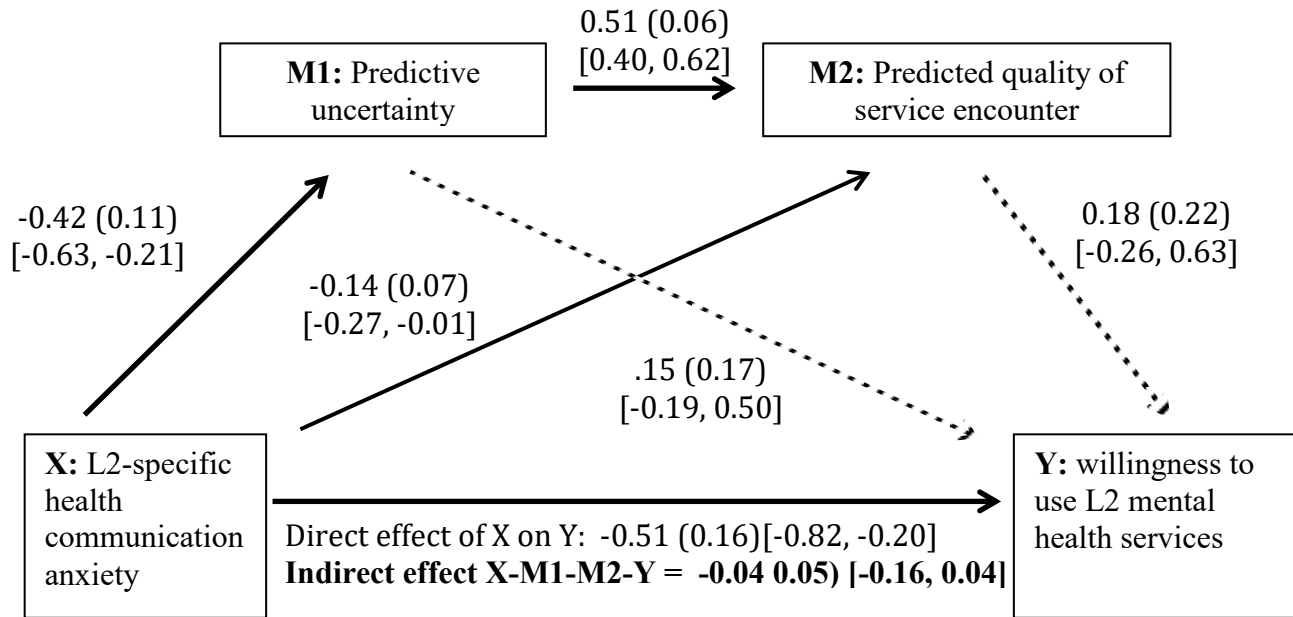 0.51 (0.06)
[0.40, 0.62]
M1: Predictive
uncertainty
M2: Predicted quality of
service encounter
-0.42 (0.11)
[-0.63, -0.21]
0.18 (0.22)
[-0.26, 0.63]
-0.14 (0.07)
[-0.27, -0.01]
.15 (0.17)
[-0.19, 0.50]
X: L2-specific
health
communication
anxiety
Y: willingness to
use L2 mental
health services
Direct effect of X on Y: -0.51 (0.16)[-0.82, -0.20]
Indirect effect X-M1-M2-Y = -0.04 0.05) [-0.16, 0.04]